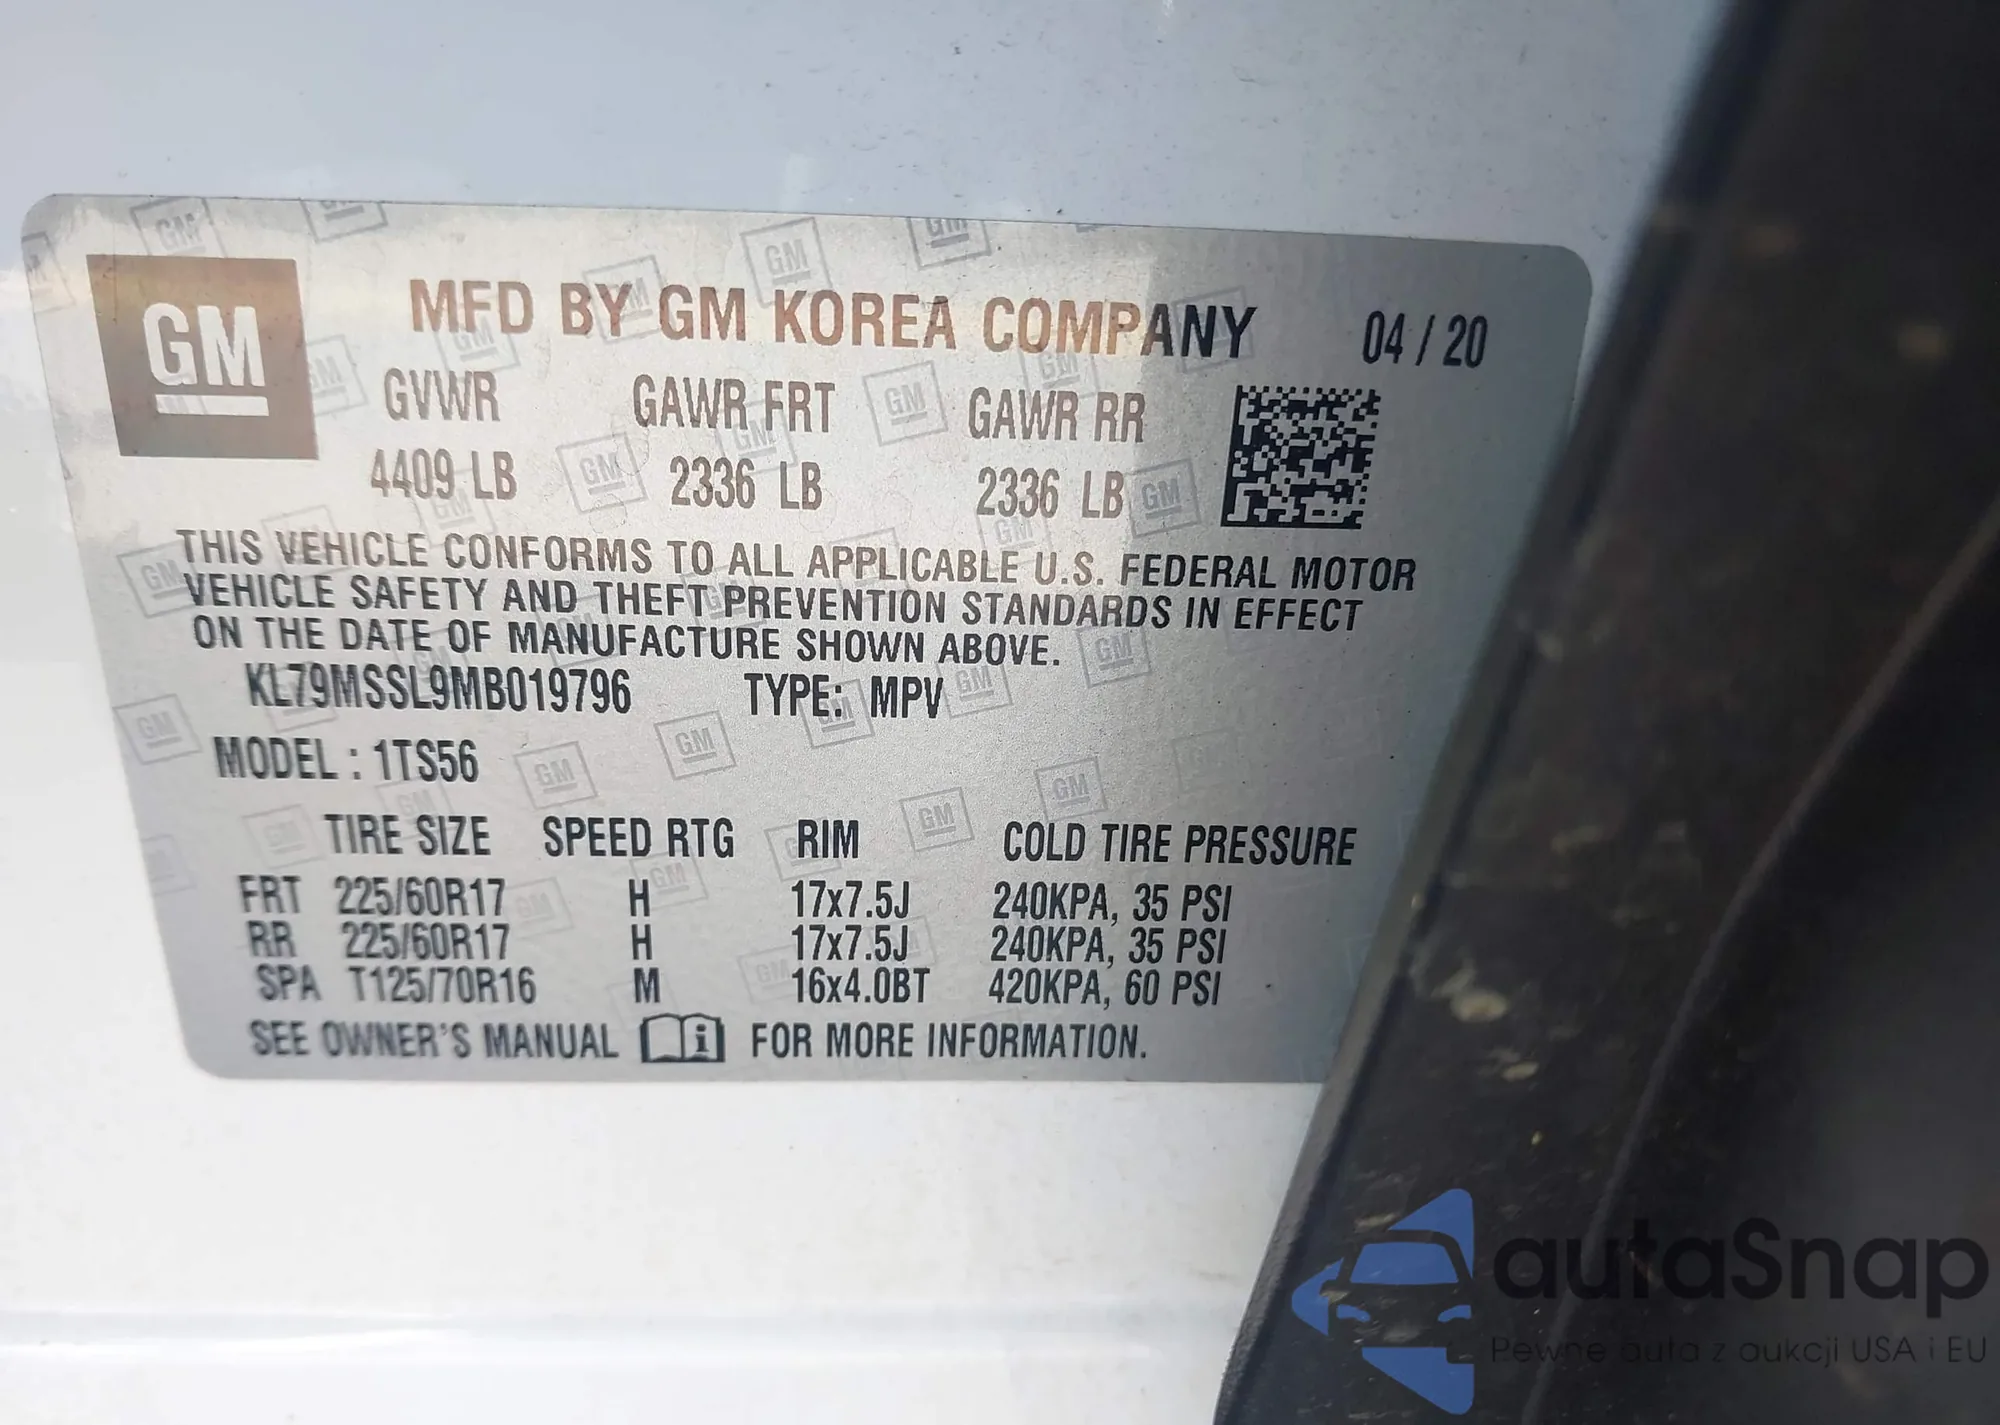 GM
MFD BY GM KOREA COMPANY 04 / 20
GVWR GAWR FRT GAWR RR
4409 LB 2336 LB 2336 LB
THIS VEHICLE CONFORMS TO ALL APPLICABLE U.S. FEDERAL MOTOR
VEHICLE SAFETY AND THEFT PREVENTION STANDARDS IN EFFECT
ON THE DATE OF MANUFACTURE SHOWN ABOVE.
KL79MSSL9MB019796 TYPE: MPV
MODEL : 1TS56
TIRE SIZE SPEED RTG RIM COLD TIRE PRESSURE
FRT 225/60R17 H 17x7.5J 240KPA, 35 PSI
RR 225/60R17 H 17x7.5J 240KPA, 35 PSI
SPA T125/70R16 M 16x4.0BT 420KPA, 60 PSI
SEE OWNER'S MANUAL i FOR MORE INFORMATION.
autaSnap
Pewne auta z aukcji USA i EU